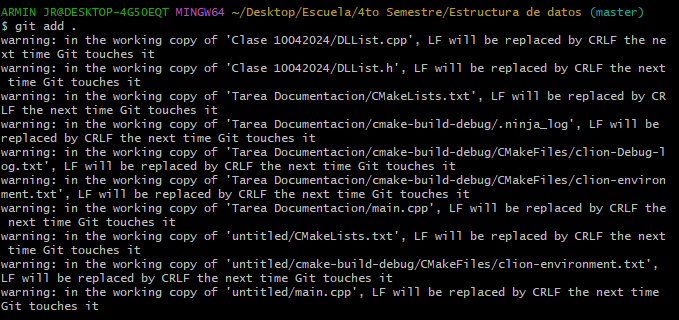 ARMIN JR@DESKTOP-4G5OEQT MINGW64 ~/Desktop/Escuela/4to Semestre/Estructura de datos (master)
$ git add .
warning: in the working copy of 'Clase 10042024/DLList.cpp', LF will be replaced by CRLF the ne
xt time Git touches it
warning: in the working copy of 'Clase 10042024/DLList.h', LF will be replaced by CRLF the next
 time Git touches it
warning: in the working copy of 'Tarea Documentacion/CMakeLists.txt', LF will be replaced by CR
LF the next time Git touches it
warning: in the working copy of 'Tarea Documentacion/cmake-build-debug/.ninja_log', LF will be
replaced by CRLF the next time Git touches it
warning: in the working copy of 'Tarea Documentacion/cmake-build-debug/CMakeFiles/clion-Debug-l
og.txt', LF will be replaced by CRLF the next time Git touches it
warning: in the working copy of 'Tarea Documentacion/cmake-build-debug/CMakeFiles/clion-environ
ment.txt', LF will be replaced by CRLF the next time Git touches it
warning: in the working copy of 'Tarea Documentacion/main.cpp', LF will be replaced by CRLF the
 next time Git touches it
warning: in the working copy of 'untitled/CMakeLists.txt', LF will be replaced by CRLF the next
 time Git touches it
warning: in the working copy of 'untitled/cmake-build-debug/CMakeFiles/clion-environment.txt',
LF will be replaced by CRLF the next time Git touches it
warning: in the working copy of 'untitled/main.cpp', LF will be replaced by CRLF the next time
Git touches it